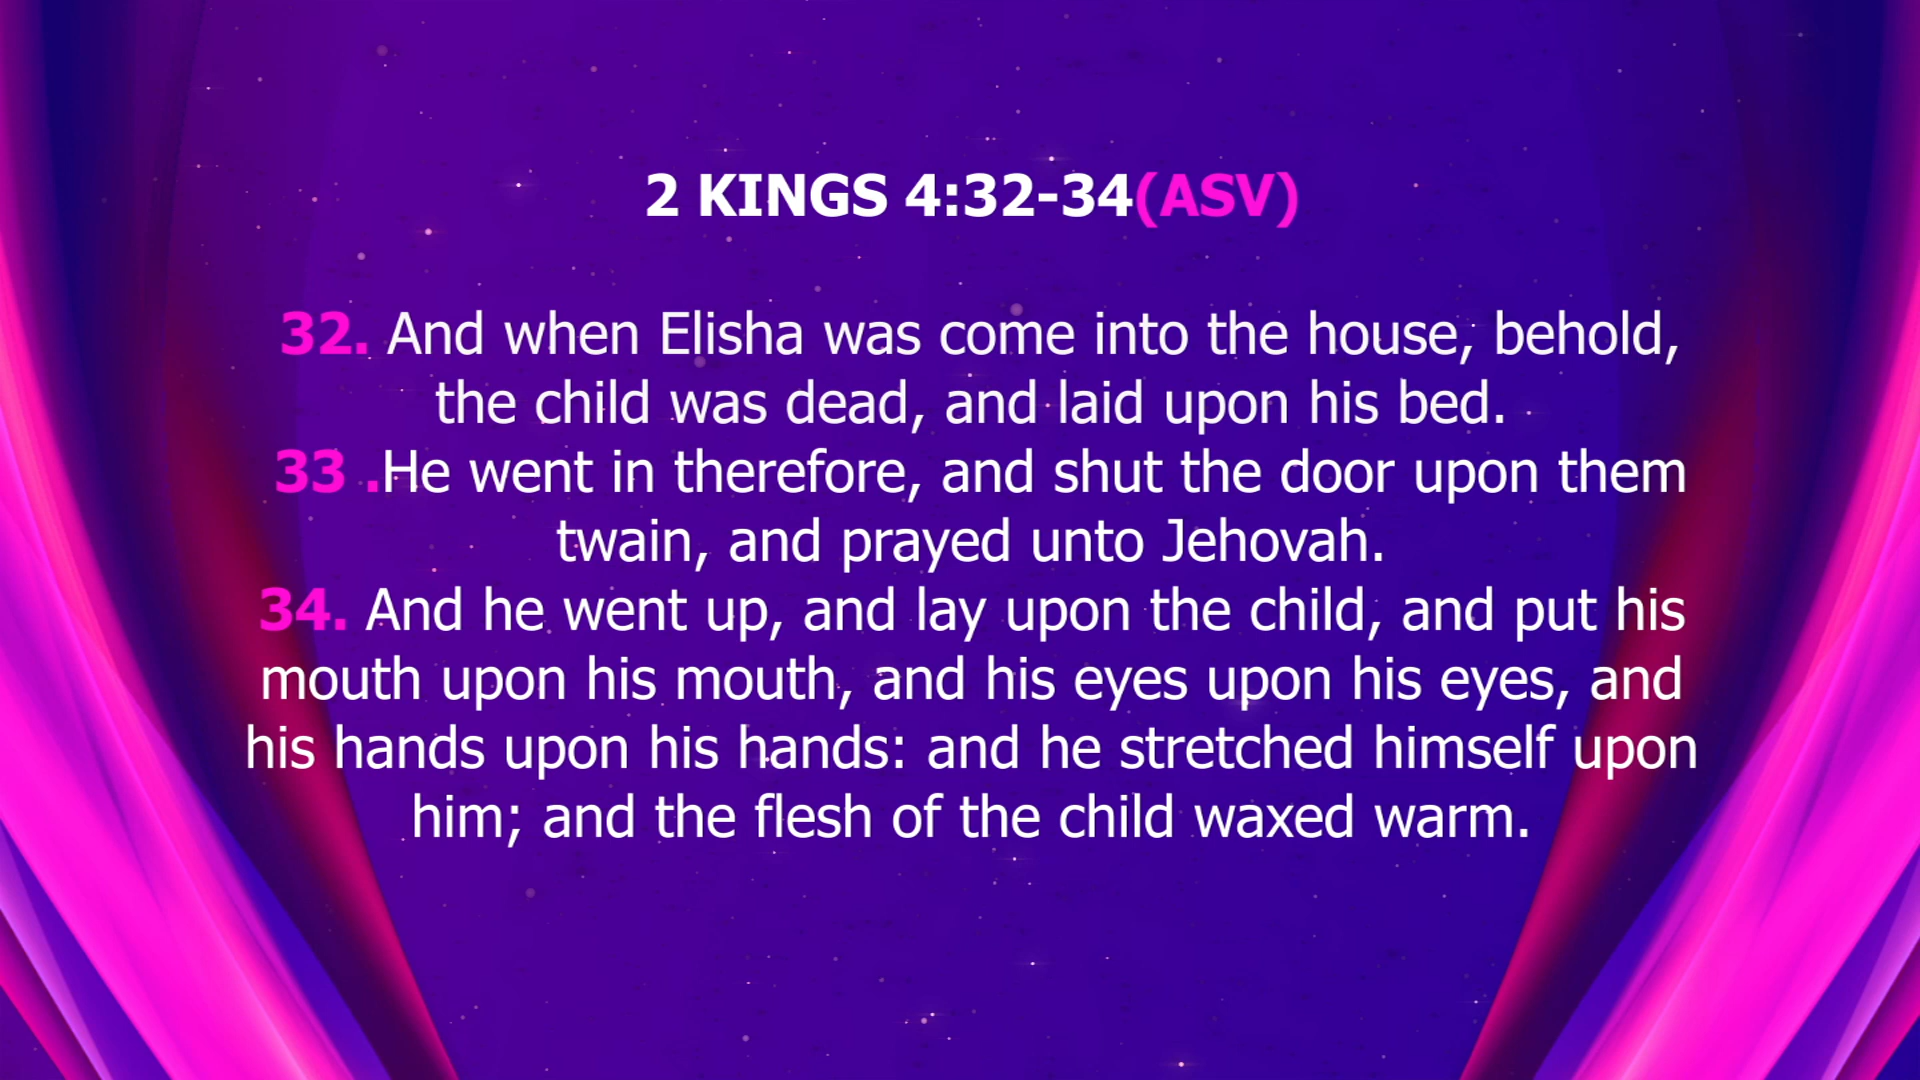 2 KINGS 4:32-34(ASV)
32. And when Elisha was come into the house, behold,
the child was dead, and laid upon his bed.
33 .He went in therefore, and shut the door upon them
twain, and prayed unto Jehovah.
34. And he went up, and lay upon the child, and put his
mouth upon his mouth, and his eyes upon his eyes, and
his hands upon his hands: and he stretched himself upon
him; and the flesh of the child waxed warm.